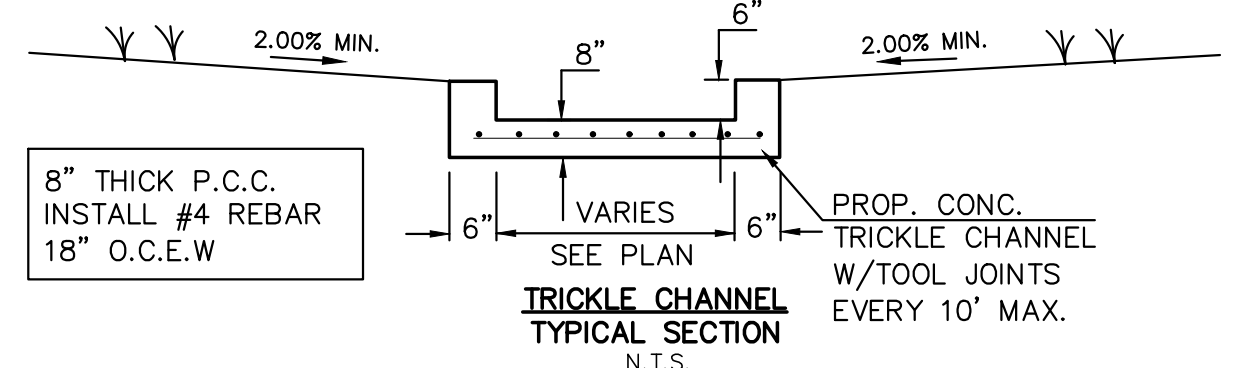 6”
2.00% MIN.
8”
2.00% MIN.
8” THICK P.C.C.
INSTALL #4 REBAR
18” O.C.E.W
6”
VARIES
SEE PLAN
6”
PROP. CONC.
TRICKLE CHANNEL
W/TOOL JOINTS
EVERY 10’ MAX.
TRICKLE CHANNEL
TYPICAL SECTION
N.T.S.